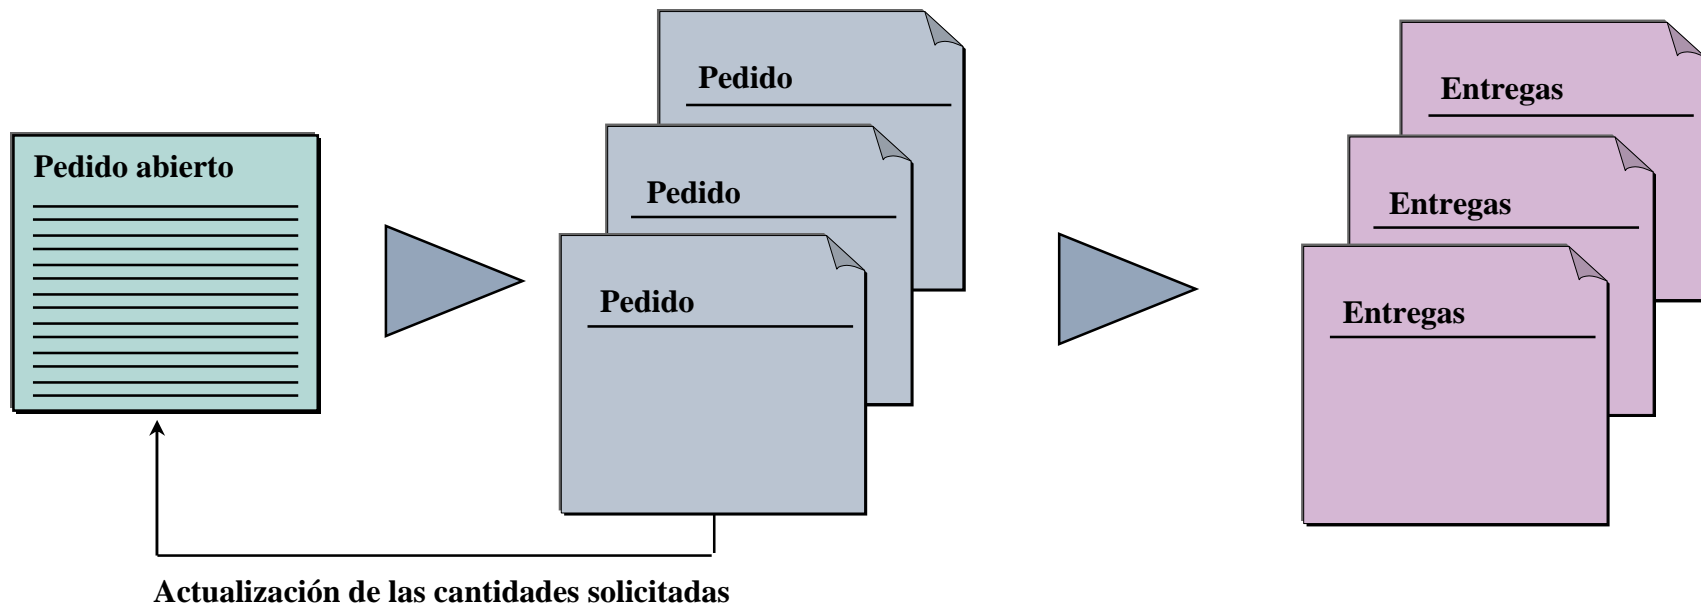 Pedido abierto
Pedido
Pedido
Pedido
Entregas
Entregas
Entregas
Actualización de las cantidades solicitadas